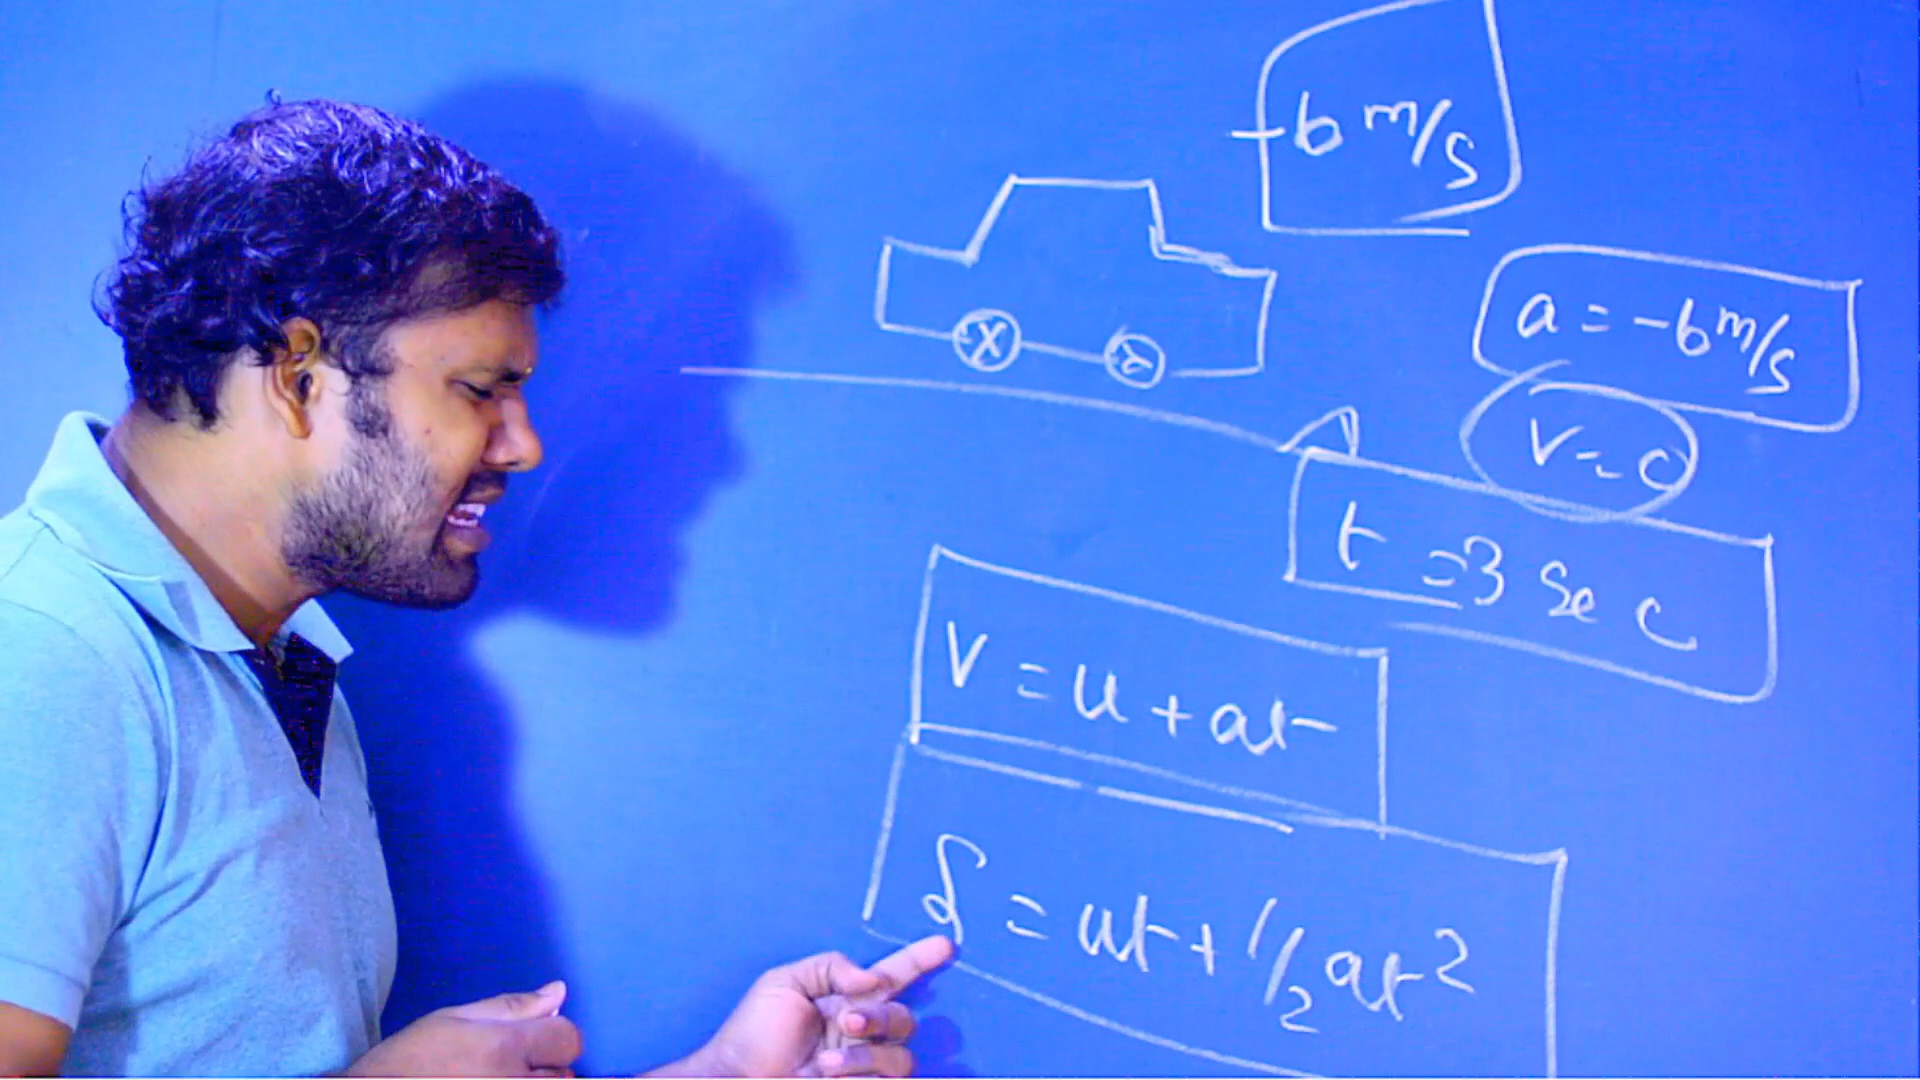 -6 m/s
a = -6 m/s
V = 0
t = 3 Sec
V = u + at
S = ut + 1/2 at²